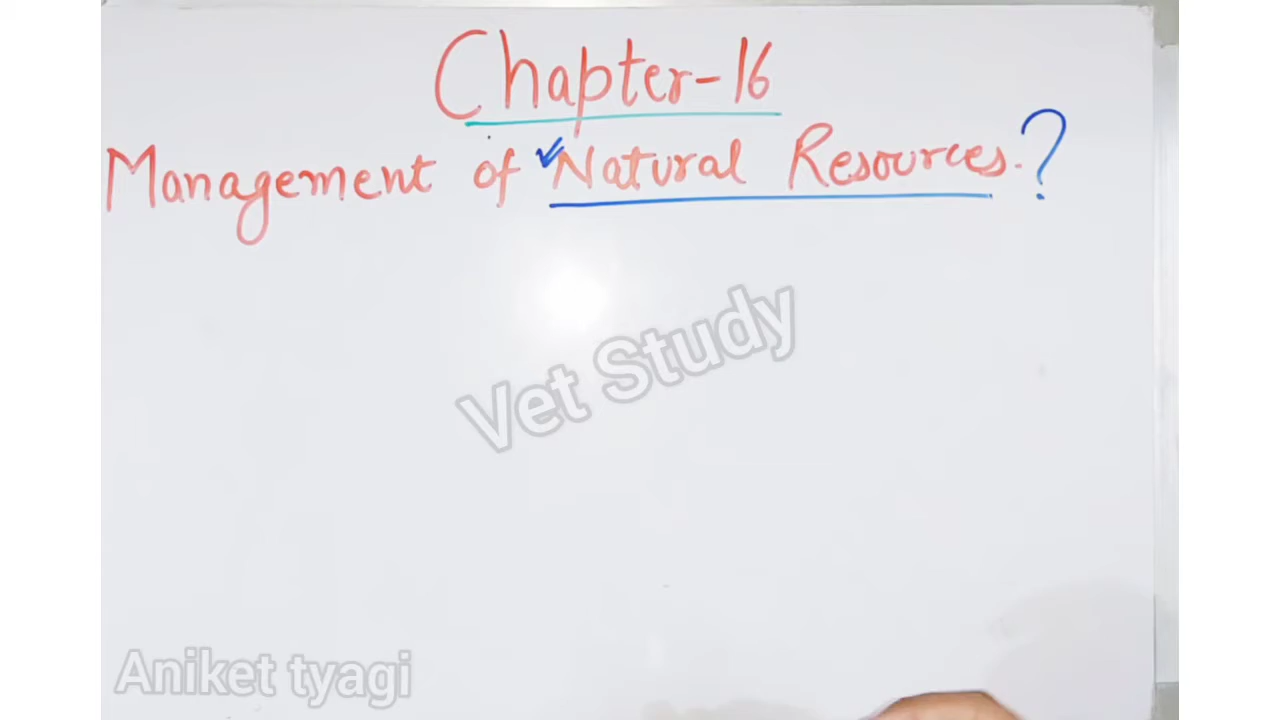 Chapter-16
Management of Natural Resources.?
Vet Study
Aniket tyagi